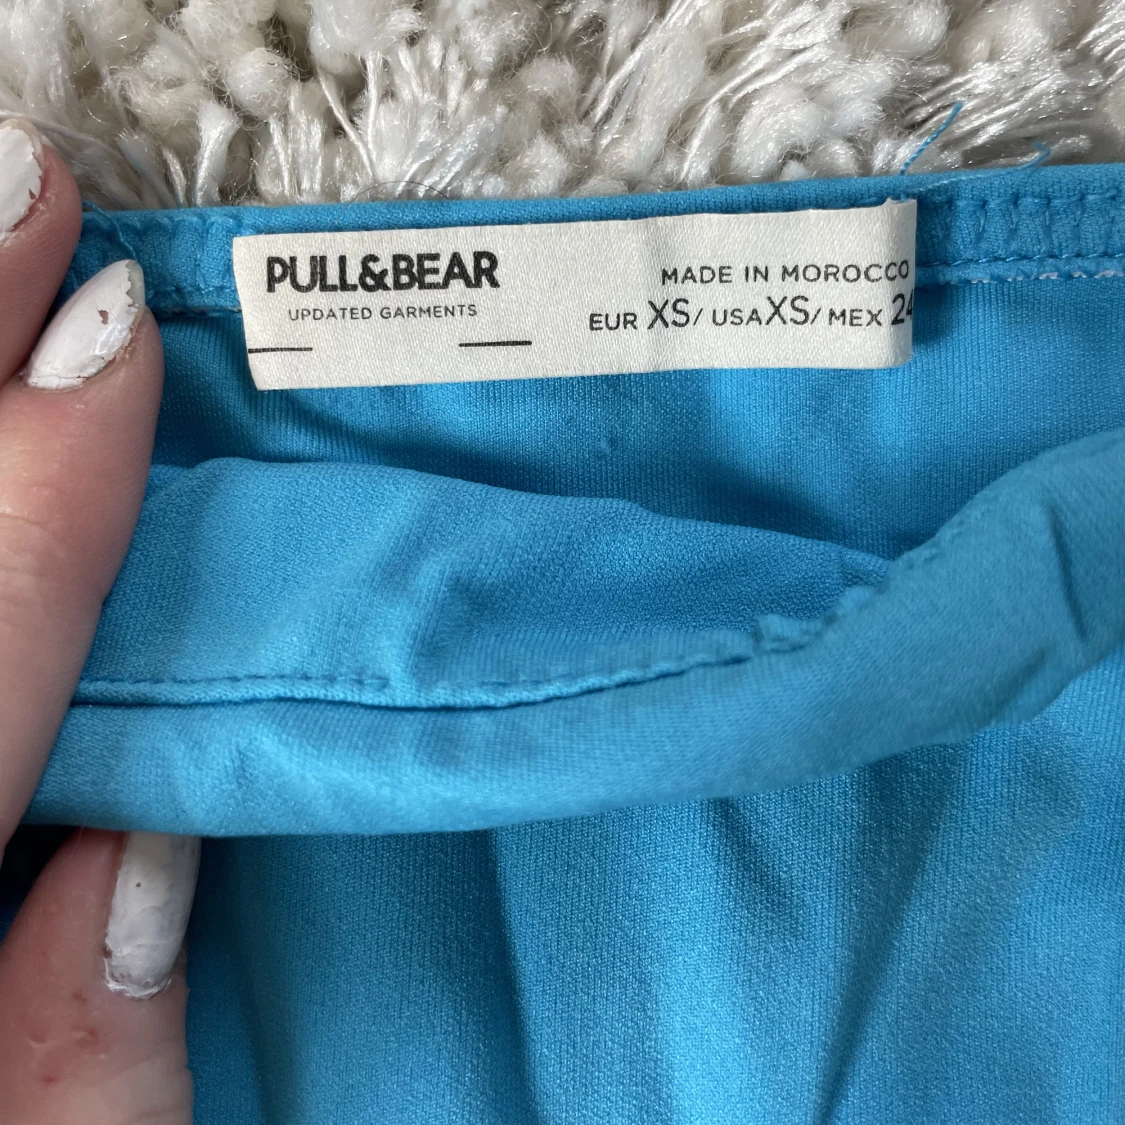 PULL&BEAR
UPDATED GARMENTS
MADE IN MOROCCO
EUR XS/ USA XS/ MEX 24